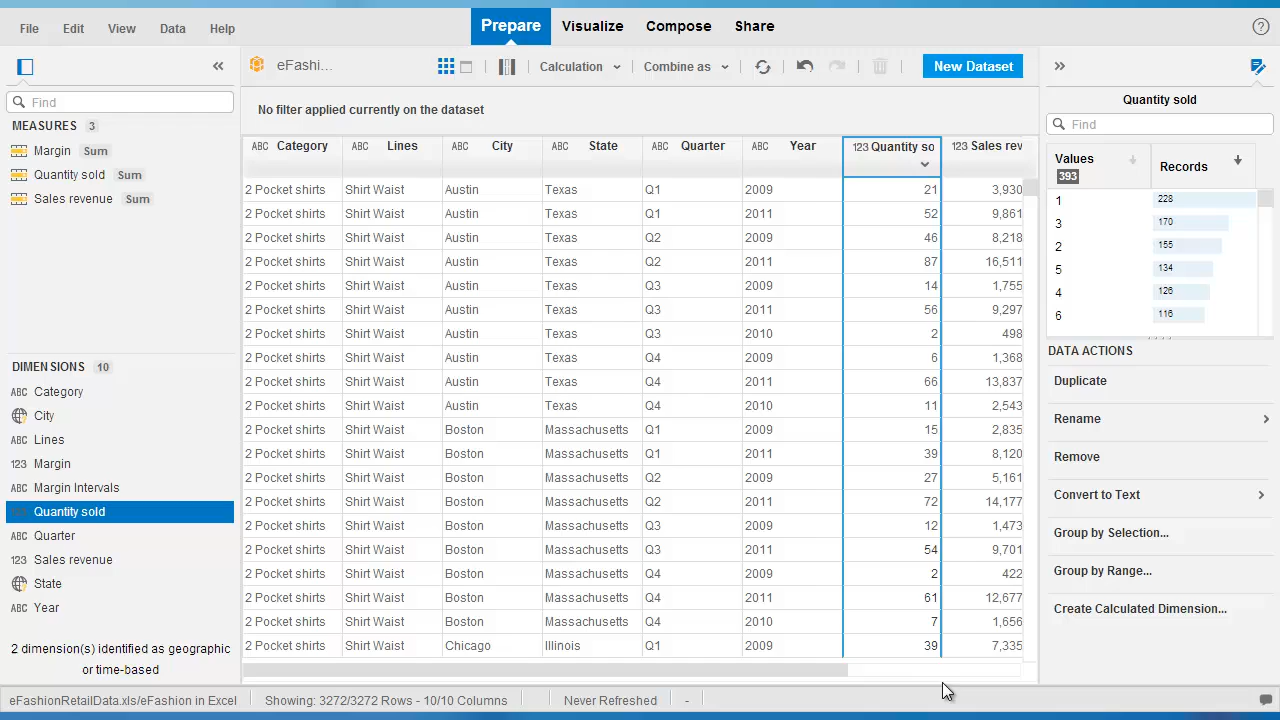 File Edit View Data Help
Prepare Visualize Compose Share
eFashi...
Calculation Combine as New Dataset
Find
MEASURES 3
Margin Sum
Quantity sold Sum
Sales revenue Sum
DIMENSIONS 10
ABC Category
City
ABC Lines
123 Margin
ABC Margin Intervals
123 Quantity sold
ABC Quarter
123 Sales revenue
State
ABC Year
2 dimension(s) identified as geographic
or time-based
No filter applied currently on the dataset
ABC Category ABC Lines ABC City ABC State ABC Quarter ABC Year 123 Quantity so 123 Sales rev
2 Pocket shirts Shirt Waist Austin Texas Q1 2009 21 3,930
2 Pocket shirts Shirt Waist Austin Texas Q1 2011 52 9,861
2 Pocket shirts Shirt Waist Austin Texas Q2 2009 46 8,218
2 Pocket shirts Shirt Waist Austin Texas Q2 2011 87 16,511
2 Pocket shirts Shirt Waist Austin Texas Q3 2009 14 1,755
2 Pocket shirts Shirt Waist Austin Texas Q3 2011 56 9,297
2 Pocket shirts Shirt Waist Austin Texas Q3 2010 2 498
2 Pocket shirts Shirt Waist Austin Texas Q4 2009 6 1,368
2 Pocket shirts Shirt Waist Austin Texas Q4 2011 66 13,837
2 Pocket shirts Shirt Waist Austin Texas Q4 2010 11 2,543
2 Pocket shirts Shirt Waist Boston Massachusetts Q1 2009 15 2,835
2 Pocket shirts Shirt Waist Boston Massachusetts Q1 2011 39 8,120
2 Pocket shirts Shirt Waist Boston Massachusetts Q2 2009 27 5,161
2 Pocket shirts Shirt Waist Boston Massachusetts Q2 2011 72 14,177
2 Pocket shirts Shirt Waist Boston Massachusetts Q3 2009 12 1,473
2 Pocket shirts Shirt Waist Boston Massachusetts Q3 2011 54 9,701
2 Pocket shirts Shirt Waist Boston Massachusetts Q4 2009 2 422
2 Pocket shirts Shirt Waist Boston Massachusetts Q4 2011 61 12,677
2 Pocket shirts Shirt Waist Boston Massachusetts Q4 2010 7 1,656
2 Pocket shirts Shirt Waist Chicago Illinois Q1 2009 39 7,335
Quantity sold
Find
Values Records
393
1 228
3 170
2 155
5 134
4 126
6 116
DATA ACTIONS
Duplicate
Rename
Remove
Convert to Text
Group by Selection...
Group by Range...
Create Calculated Dimension...
eFashionRetailData.xls/eFashion in Excel Showing: 3272/3272 Rows - 10/10 Columns Never Refreshed -